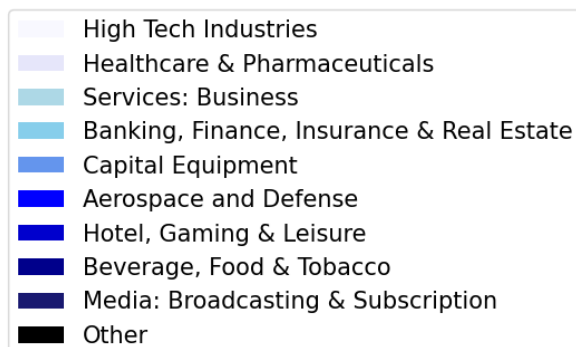 High Tech Industries
Healthcare & Pharmaceuticals
Services: Business
Banking, Finance, Insurance & Real Estate
Capital Equipment
Aerospace and Defense
Hotel, Gaming & Leisure
Beverage, Food & Tobacco
Media: Broadcasting & Subscription
Other